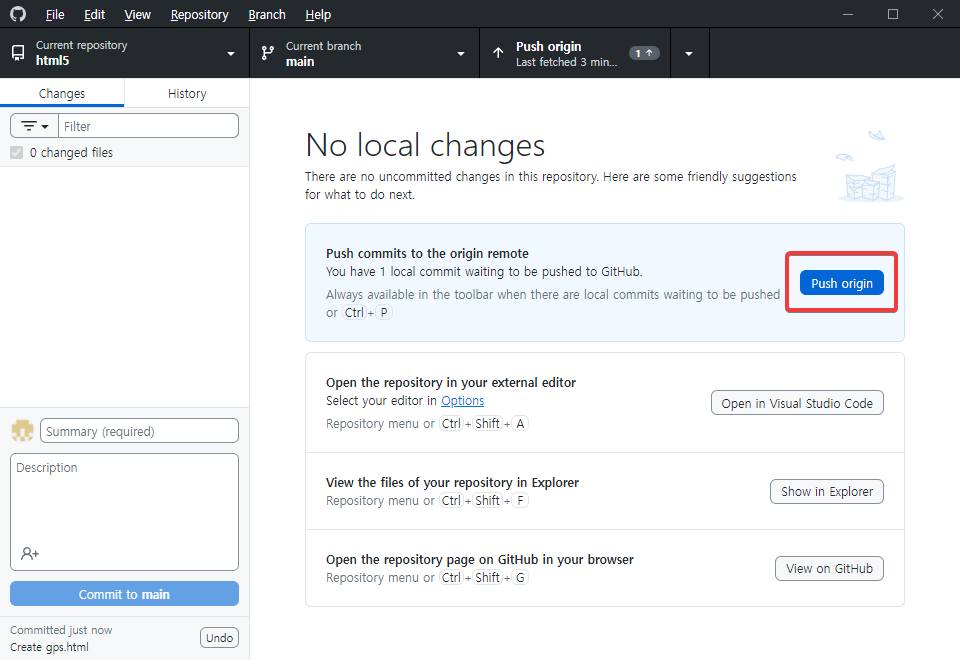 File Edit View Repository Branch Help
Current repository
html5
Current branch
main
Push origin
Last fetched 3 min...
1
Changes
History
Filter
0 changed files
No local changes
There are no uncommitted changes in this repository. Here are some friendly suggestions
for what to do next.
Push commits to the origin remote
You have 1 local commit waiting to be pushed to GitHub.
Always available in the toolbar when there are local commits waiting to be pushed
or Ctrl + P
Push origin
Open the repository in your external editor
Select your editor in Options
Repository menu or Ctrl + Shift + A
Open in Visual Studio Code
View the files of your repository in Explorer
Repository menu or Ctrl + Shift + F
Show in Explorer
Open the repository page on GitHub in your browser
Repository menu or Ctrl + Shift + G
View on GitHub
Summary (required)
Description
Commit to main
Committed just now
Create gps.html
Undo